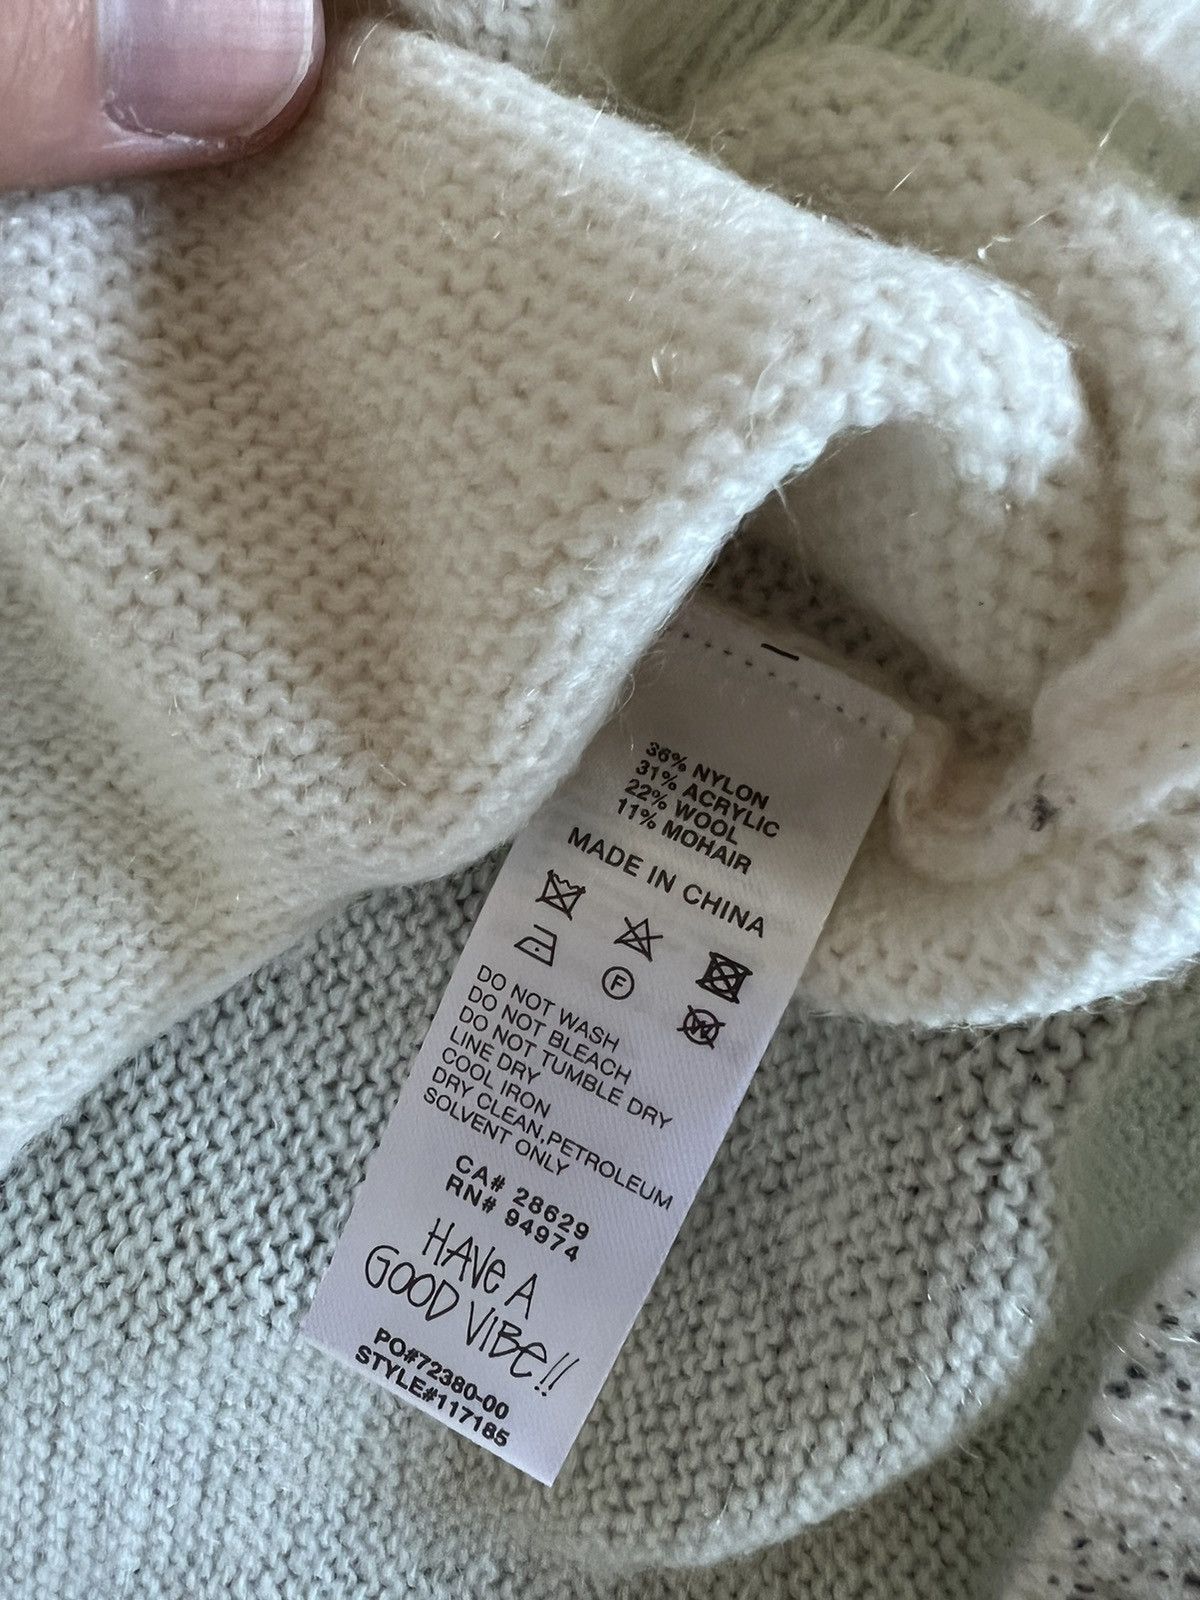 36% NYLON
31% ACRYLIC
22% WOOL
11% MOHAIR
MADE IN CHINA
F
W
DO NOT WASH
DO NOT BLEACH
DO NOT TUMBLE DRY
LINE DRY
COOL IRON
DRY CLEAN,PETROLEUM
SOLVENT ONLY
CA# 28629
RN# 94974
HAVE A
GOOD VIBE!!
PO#72380-00
STYLE#117185